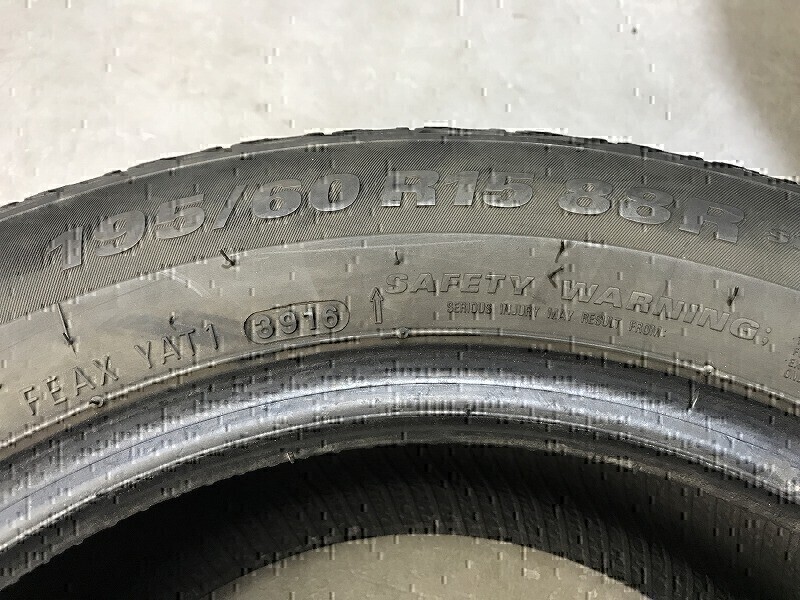 195/60 R15 88R
FEAX YAT1 3916 ↑ SAFETY WARNING;
SERIOUS INJURY MAY RESULT FROM: